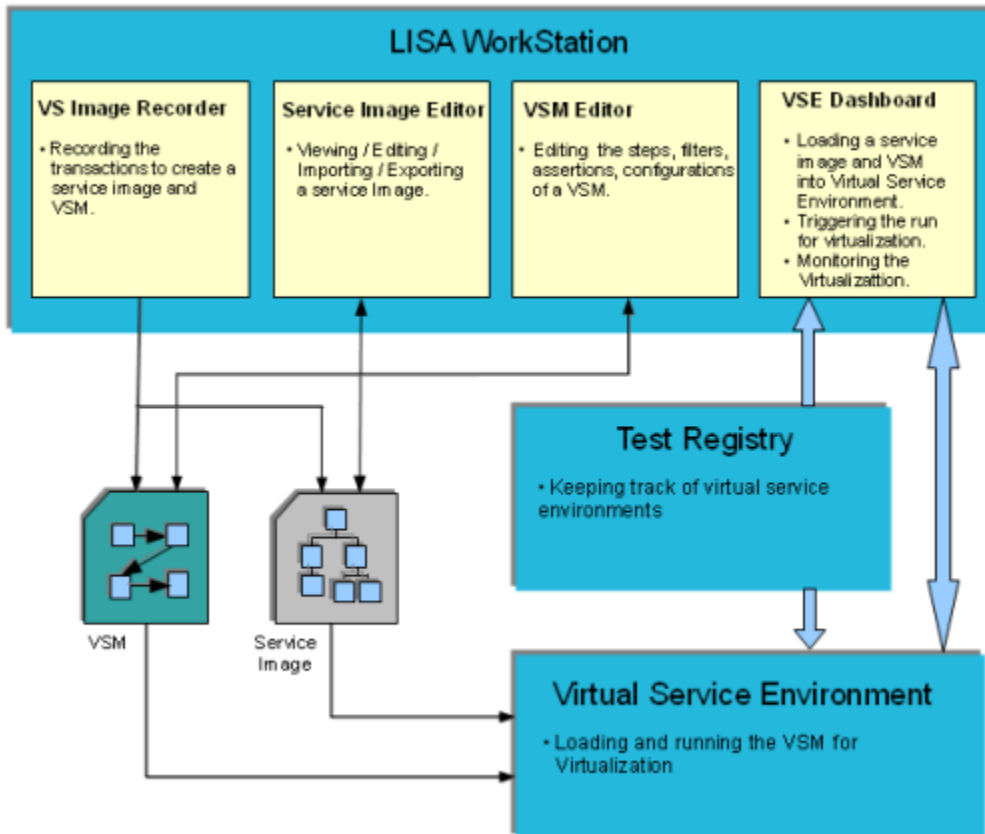 LISA WorkStation
VS Image Recorder
• Recording the
transactions to create a
service image and
VSM.
Service Image Editor
• Viewing / Editing /
Importing / Exporting
a service Image.
VSM Editor
• Editing the steps, filters,
assertions, configurations
of a VSM.
VSE Dashboard
• Loading a service
image and VSM
into Virtual Service
Environment.
• Triggering the run
for virtualization.
• Monitoring the
Virtualizattion.
Test Registry
• Keeping track of virtual service
environments
VSM
Service
Image
Virtual Service Environment
• Loading and running the VSM for
Virtualization